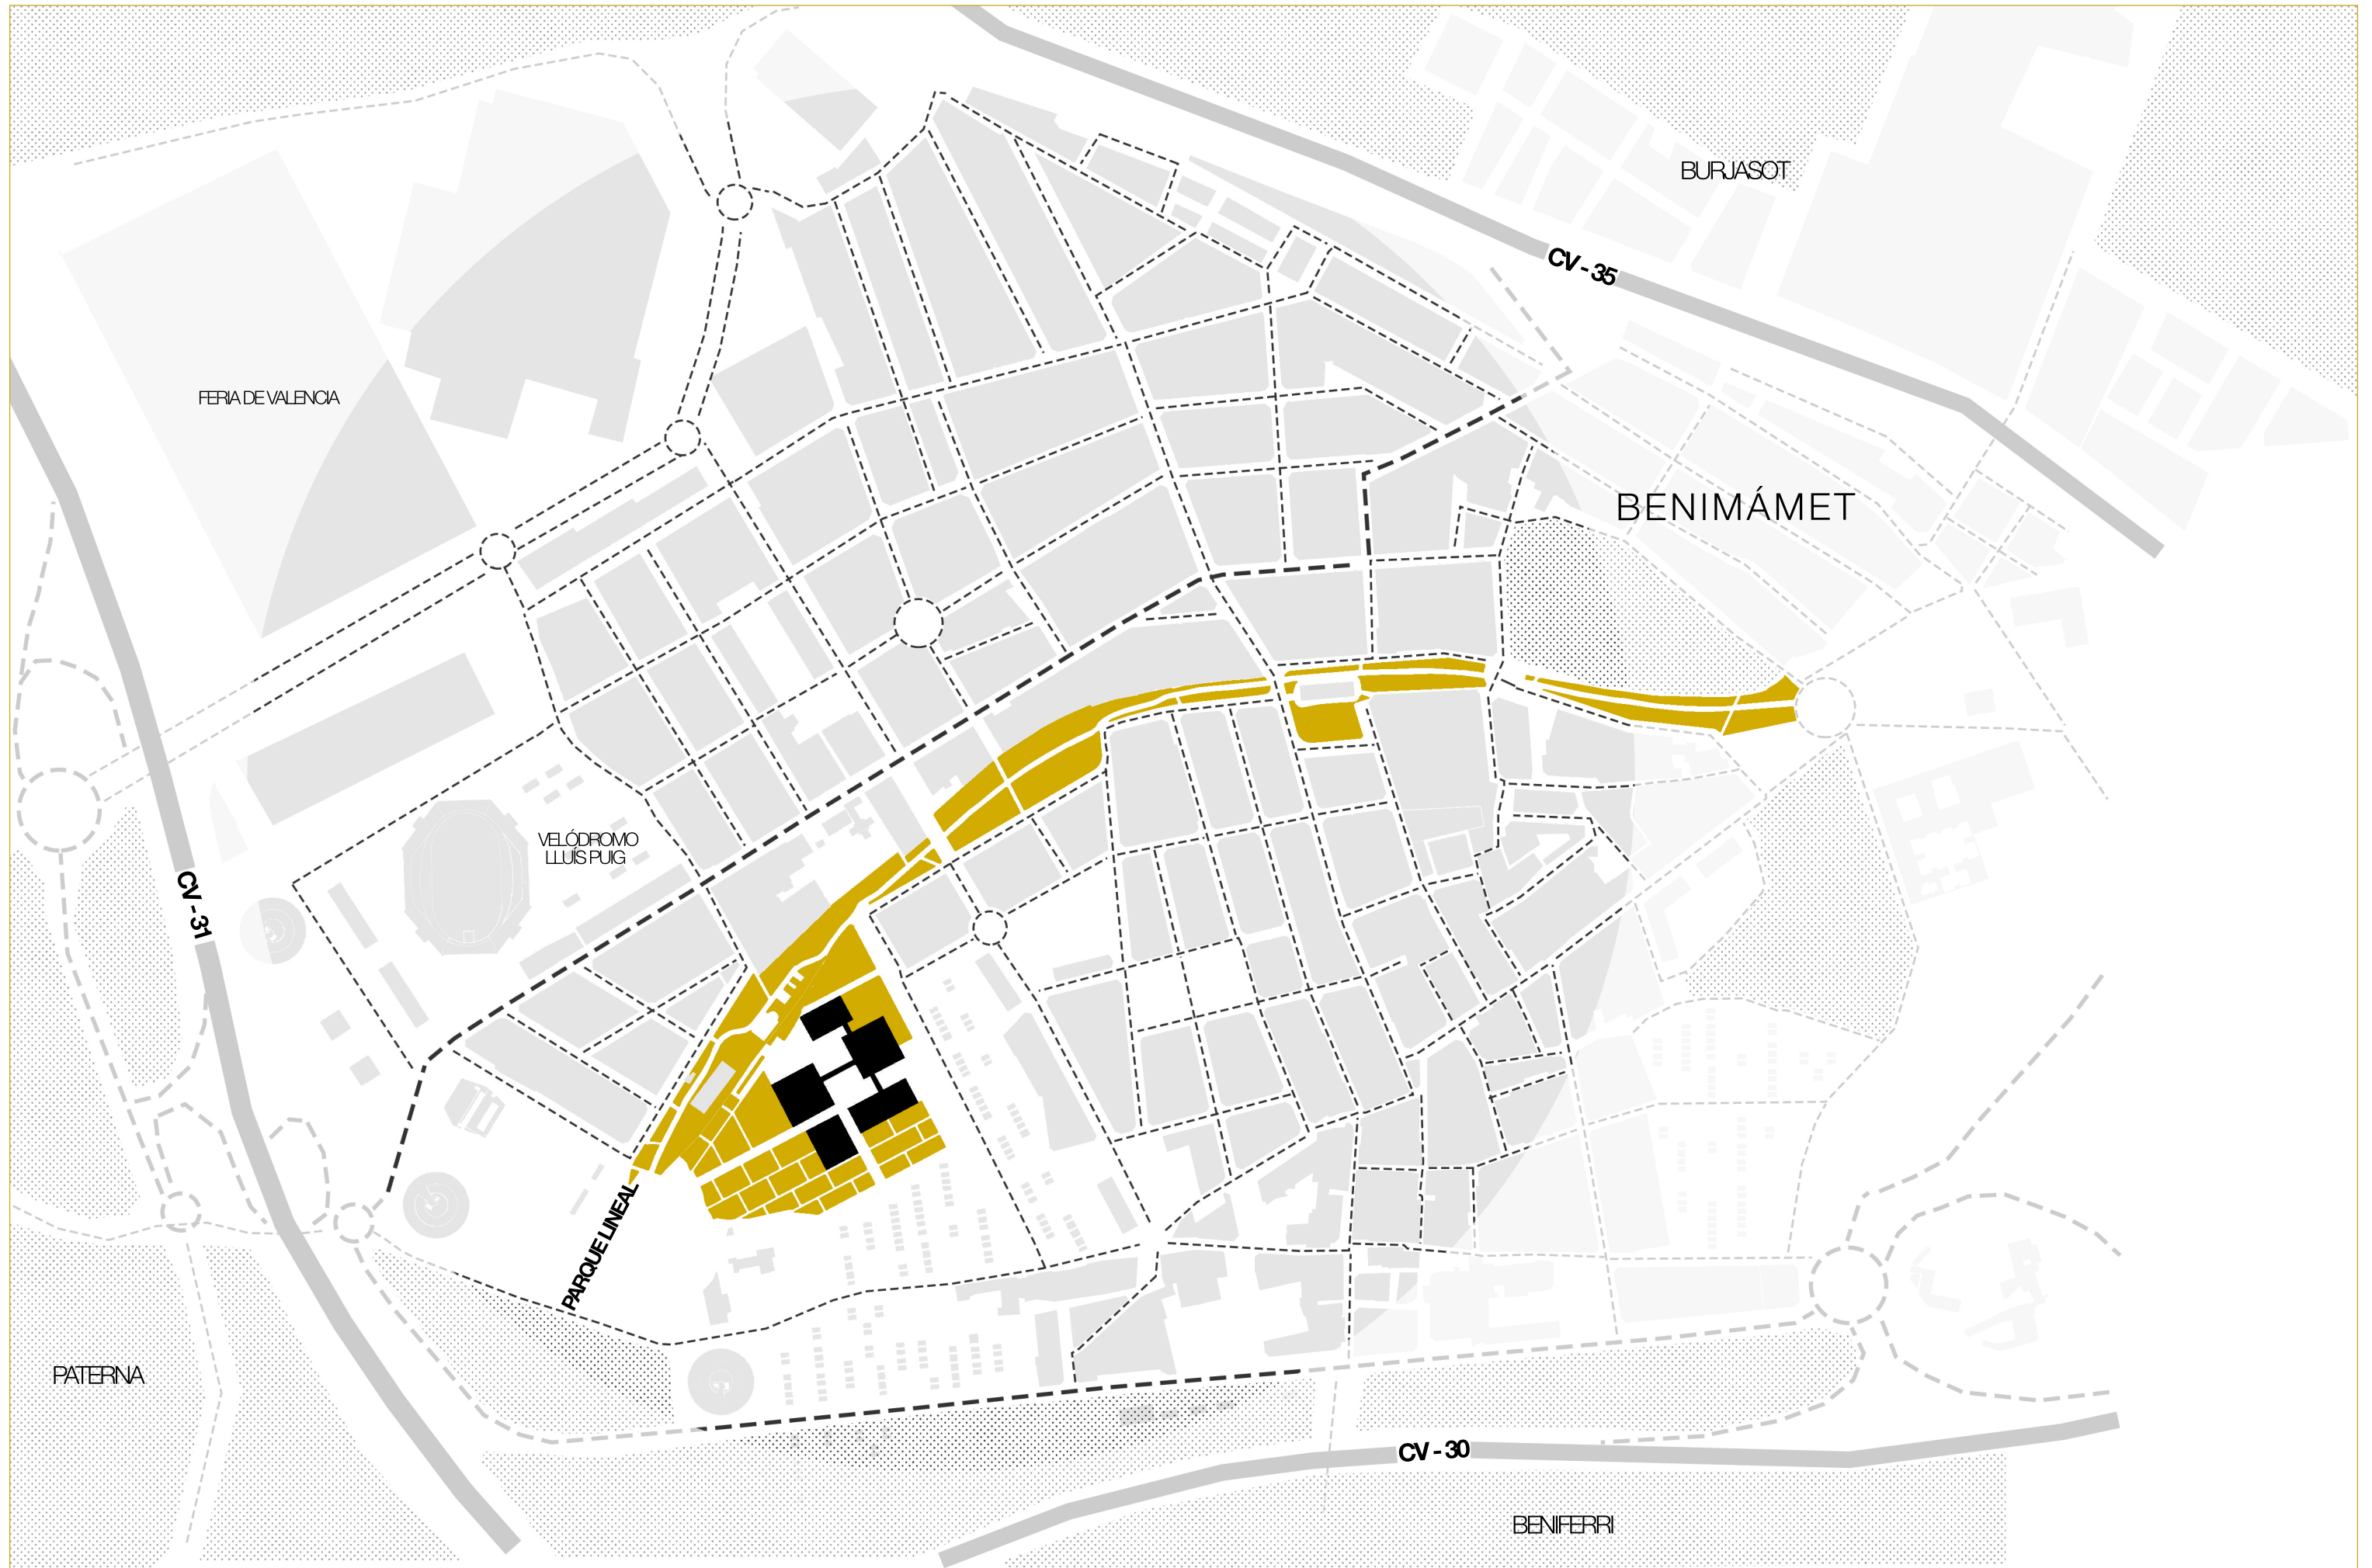 BURJASOT
CV - 35
FERIA DE VALENCIA
BENIMÁMET
VELÓDROMO
LLUÍS PUIG
CV - 31
PARQUE LINEAL
PATERNA
CV - 30
BENIFERRI